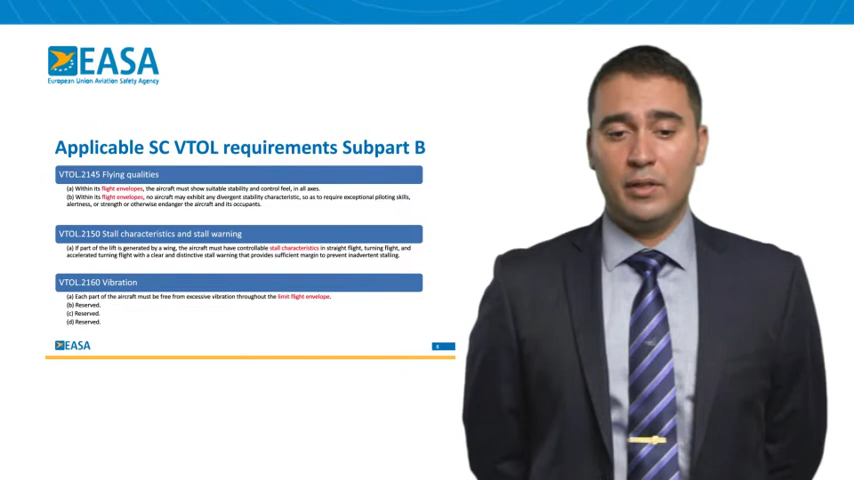 EASA
European Union Aviation Safety Agency
Applicable SC VTOL requirements Subpart B
VTOL.2145 Flying qualities
(a) Within its flight envelopes, the aircraft must show suitable stability and control feel, in all axes.
(b) Within its flight envelopes, no aircraft may exhibit any divergent stability characteristic, so as to require exceptional piloting skills,
alertness, or strength or otherwise endanger the aircraft and its occupants.
VTOL.2150 Stall characteristics and stall warning
(a) If part of the lift is generated by a wing, the aircraft must have controllable stall characteristics in straight flight, turning flight, and
accelerated turning flight with a clear and distinctive stall warning that provides sufficient margin to prevent inadvertent stalling.
VTOL.2160 Vibration
(a) Each part of the aircraft must be free from excessive vibration throughout the limit flight envelope.
(b) Reserved.
(c) Reserved.
(d) Reserved.
EASA